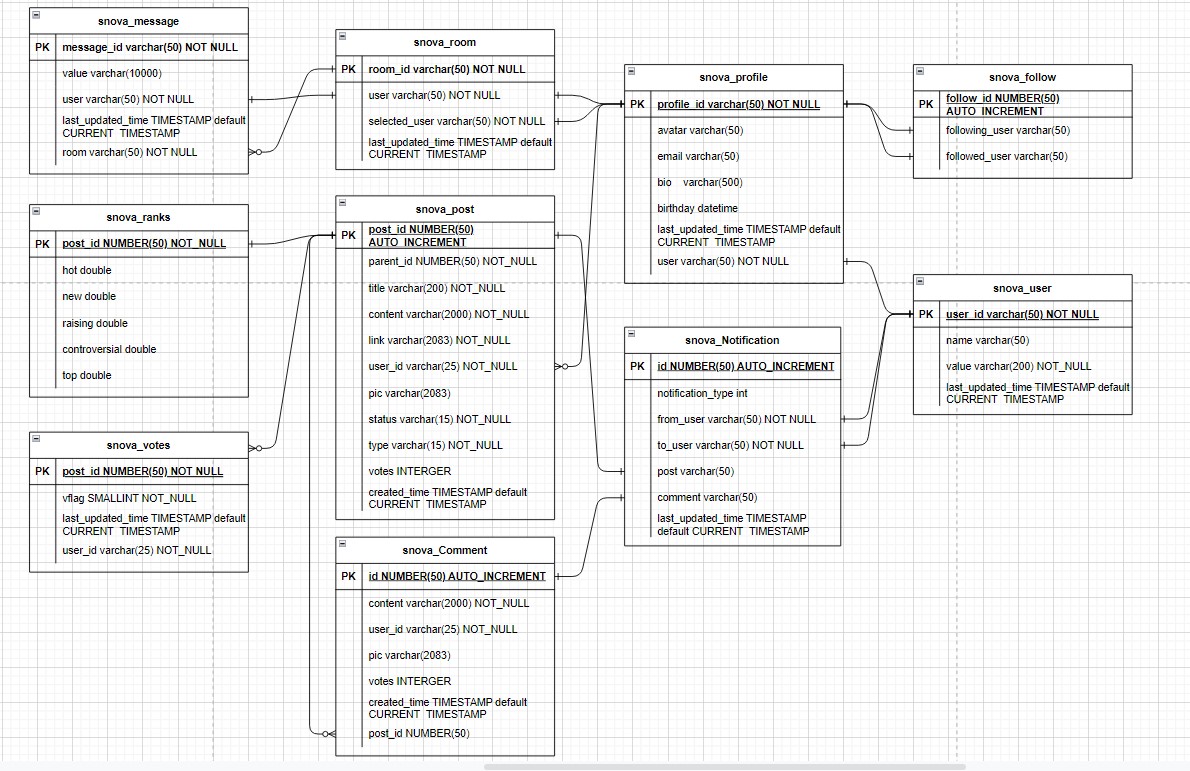 snova_message
PK message_id varchar(50) NOT NULL
value varchar(10000)
user varchar(50) NOT NULL
last_updated_time TIMESTAMP default
CURRENT_TIMESTAMP
room varchar(50) NOT NULL
snova_ranks
PK post_id NUMBER(50) NOT_NULL
hot double
new double
raising double
controversial double
top double
snova_votes
PK post_id NUMBER(50) NOT NULL
vflag SMALLINT NOT_NULL
last_updated_time TIMESTAMP default
CURRENT_TIMESTAMP
user_id varchar(25) NOT_NULL
snova_room
PK room_id varchar(50) NOT NULL
user varchar(50) NOT NULL
selected_user varchar(50) NOT NULL
last_updated_time TIMESTAMP default
CURRENT_TIMESTAMP
snova_post
PK post_id NUMBER(50)
AUTO_INCREMENT
parent_id NUMBER(50) NOT_NULL
title varchar(200) NOT_NULL
content varchar(2000) NOT_NULL
link varchar(2083) NOT_NULL
user_id varchar(25) NOT_NULL
pic varchar(2083)
status varchar(15) NOT_NULL
type varchar(15) NOT_NULL
votes INTERGER
created_time TIMESTAMP default
CURRENT_TIMESTAMP
snova_Comment
PK id NUMBER(50) AUTO_INCREMENT
content varchar(2000) NOT_NULL
user_id varchar(25) NOT_NULL
pic varchar(2083)
votes INTERGER
created_time TIMESTAMP default
CURRENT_TIMESTAMP
post_id NUMBER(50)
snova_profile
PK profile_id varchar(50) NOT NULL
avatar varchar(50)
email varchar(50)
bio varchar(500)
birthday datetime
last_updated_time TIMESTAMP default
CURRENT_TIMESTAMP
user varchar(50) NOT NULL
snova_Notification
PK id NUMBER(50) AUTO_INCREMENT
notification_type int
from_user varchar(50) NOT NULL
to_user varchar(50) NOT NULL
post varchar(50)
comment varchar(50)
last_updated_time TIMESTAMP
default CURRENT_TIMESTAMP
snova_follow
PK follow_id NUMBER(50)
AUTO_INCREMENT
following_user varchar(50)
followed_user varchar(50)
snova_user
PK user_id varchar(50) NOT NULL
name varchar(50)
value varchar(200) NOT_NULL
last_updated_time TIMESTAMP default
CURRENT_TIMESTAMP